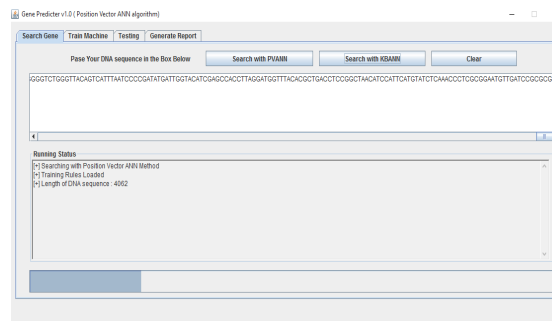 Gene Predicter v1.0 ( Position Vector ANN algorithm)
Search Gene Train Machine Testing Generate Report
Pase Your DNA sequence in the Box Below Search with PVANN Search with KBANN Clear
GGGTCTGGGTTACAGTCATTTAATCCCCGATATGATTGGTACATCGAGCCACCTTAGGATGGTTTACACGCTGACCTCCGGCTAACATCCATTCATGTATCTCAAACCCTCGCGGAATGTTGATCCGCGCG
Running Status
[+] Searching with Position Vector ANN Method
[+] Training Rules Loaded
[+] Length of DNA sequence : 4062